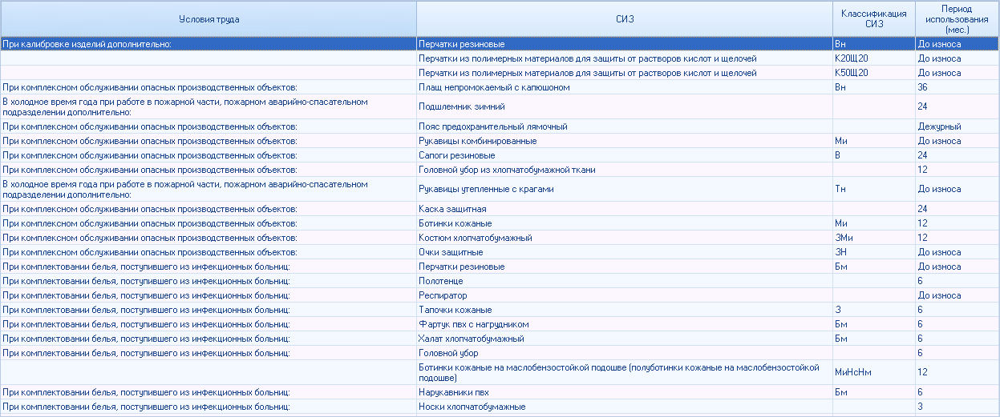 Условия труда СИЗ Классификация СИЗ Период использования (мес.)
При калибровке изделий дополнительно: Перчатки резиновые Вн До износа
Перчатки из полимерных материалов для защиты от растворов кислот и щелочей К20Щ20 До износа
Перчатки из полимерных материалов для защиты от растворов кислот и щелочей К50Щ20 До износа
При комплексном обслуживании опасных производственных объектов: Плащ непромокаемый с капюшоном Вн 36
В холодное время года при работе в пожарной части, пожарном аварийно-спасательном
подразделении дополнительно: Подшлемник зимний 24
При комплексном обслуживании опасных производственных объектов: Пояс предохранительный лямочный Дежурный
При комплексном обслуживании опасных производственных объектов: Рукавицы комбинированные Ми До износа
При комплексном обслуживании опасных производственных объектов: Сапоги резиновые В 24
При комплексном обслуживании опасных производственных объектов: Головной убор из хлопчатобумажной ткани 12
В холодное время года при работе в пожарной части, пожарном аварийно-спасательном
подразделении дополнительно: Рукавицы утепленные с крагами Тн До износа
При комплексном обслуживании опасных производственных объектов: Каска защитная 24
При комплексном обслуживании опасных производственных объектов: Ботинки кожаные Ми 12
При комплексном обслуживании опасных производственных объектов: Костюм хлопчатобумажный ЗМи 12
При комплексном обслуживании опасных производственных объектов: Очки защитные ЗН До износа
При комплектовании белья, поступившего из инфекционных больниц: Перчатки резиновые Бм До износа
При комплектовании белья, поступившего из инфекционных больниц: Полотенце 6
При комплектовании белья, поступившего из инфекционных больниц: Респиратор До износа
При комплектовании белья, поступившего из инфекционных больниц: Тапочки кожаные З 6
При комплектовании белья, поступившего из инфекционных больниц: Фартук пвх с нагрудником Бм 6
При комплектовании белья, поступившего из инфекционных больниц: Халат хлопчатобумажный Бм 6
При комплектовании белья, поступившего из инфекционных больниц: Головной убор 6
Ботинки кожаные на маслобензостойкой подошве (полуботинки кожаные на маслобензостойкой
подошве) МиНсНм 12
При комплектовании белья, поступившего из инфекционных больниц: Нарукавники пвх Бм 6
При комплектовании белья, поступившего из инфекционных больниц: Носки хлопчатобумажные 3